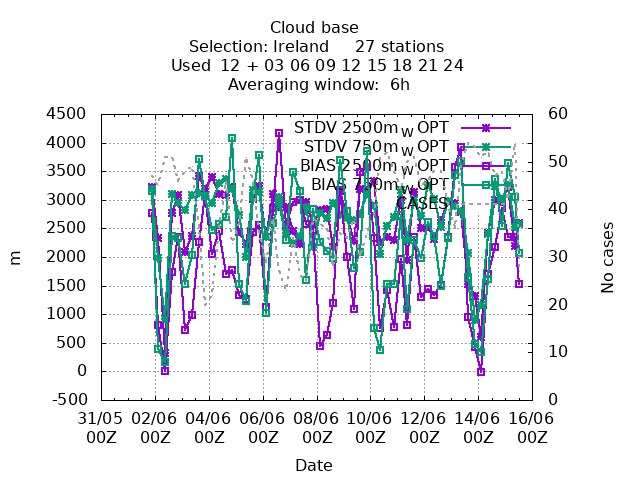 Cloud base
Selection: Ireland     27 stations
Used  12 + 03 06 09 12 15 18 21 24
Averaging window:  6h
STDV 2500m_w OPT
STDV 750m_w OPT
BIAS 2500m_w OPT
BIAS 750m_w OPT
CASES
4500
4000
3500
3000
2500
2000
1500
1000
500
0
-500
m
60
50
40
30
20
10
0
No cases
31/05 02/06 04/06 06/06 08/06 10/06 12/06 14/06 16/06
00Z 00Z 00Z 00Z 00Z 00Z 00Z 00Z 00Z
Date